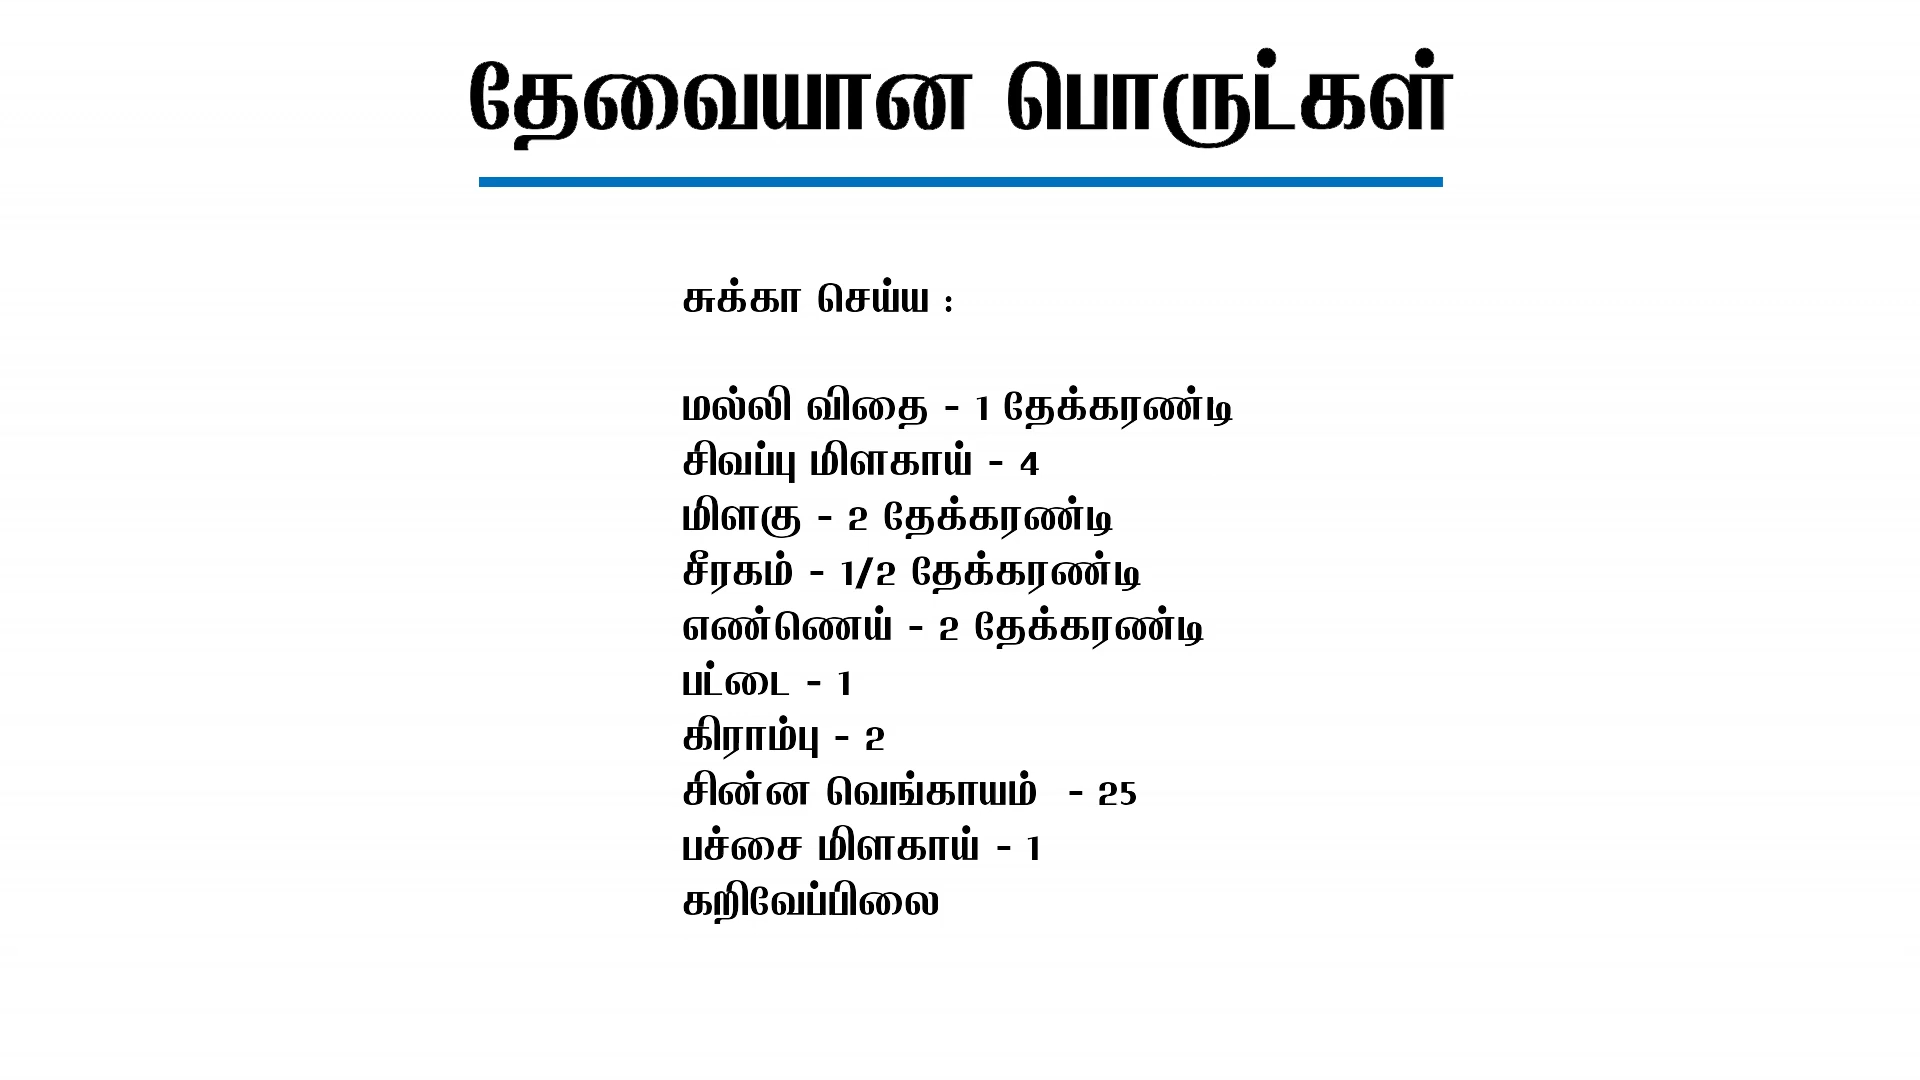 தேவையான பொருட்கள்
சுக்கா செய்ய :
மல்லி விதை - 1 தேக்கரண்டி
சிவப்பு மிளகாய் - 4
மிளகு - 2 தேக்கரண்டி
சீரகம் - 1/2 தேக்கரண்டி
எண்ணெய் - 2 தேக்கரண்டி
பட்டை - 1
கிராம்பு - 2
சின்ன வெங்காயம்  - 25
பச்சை மிளகாய் - 1
கறிவேப்பிலை